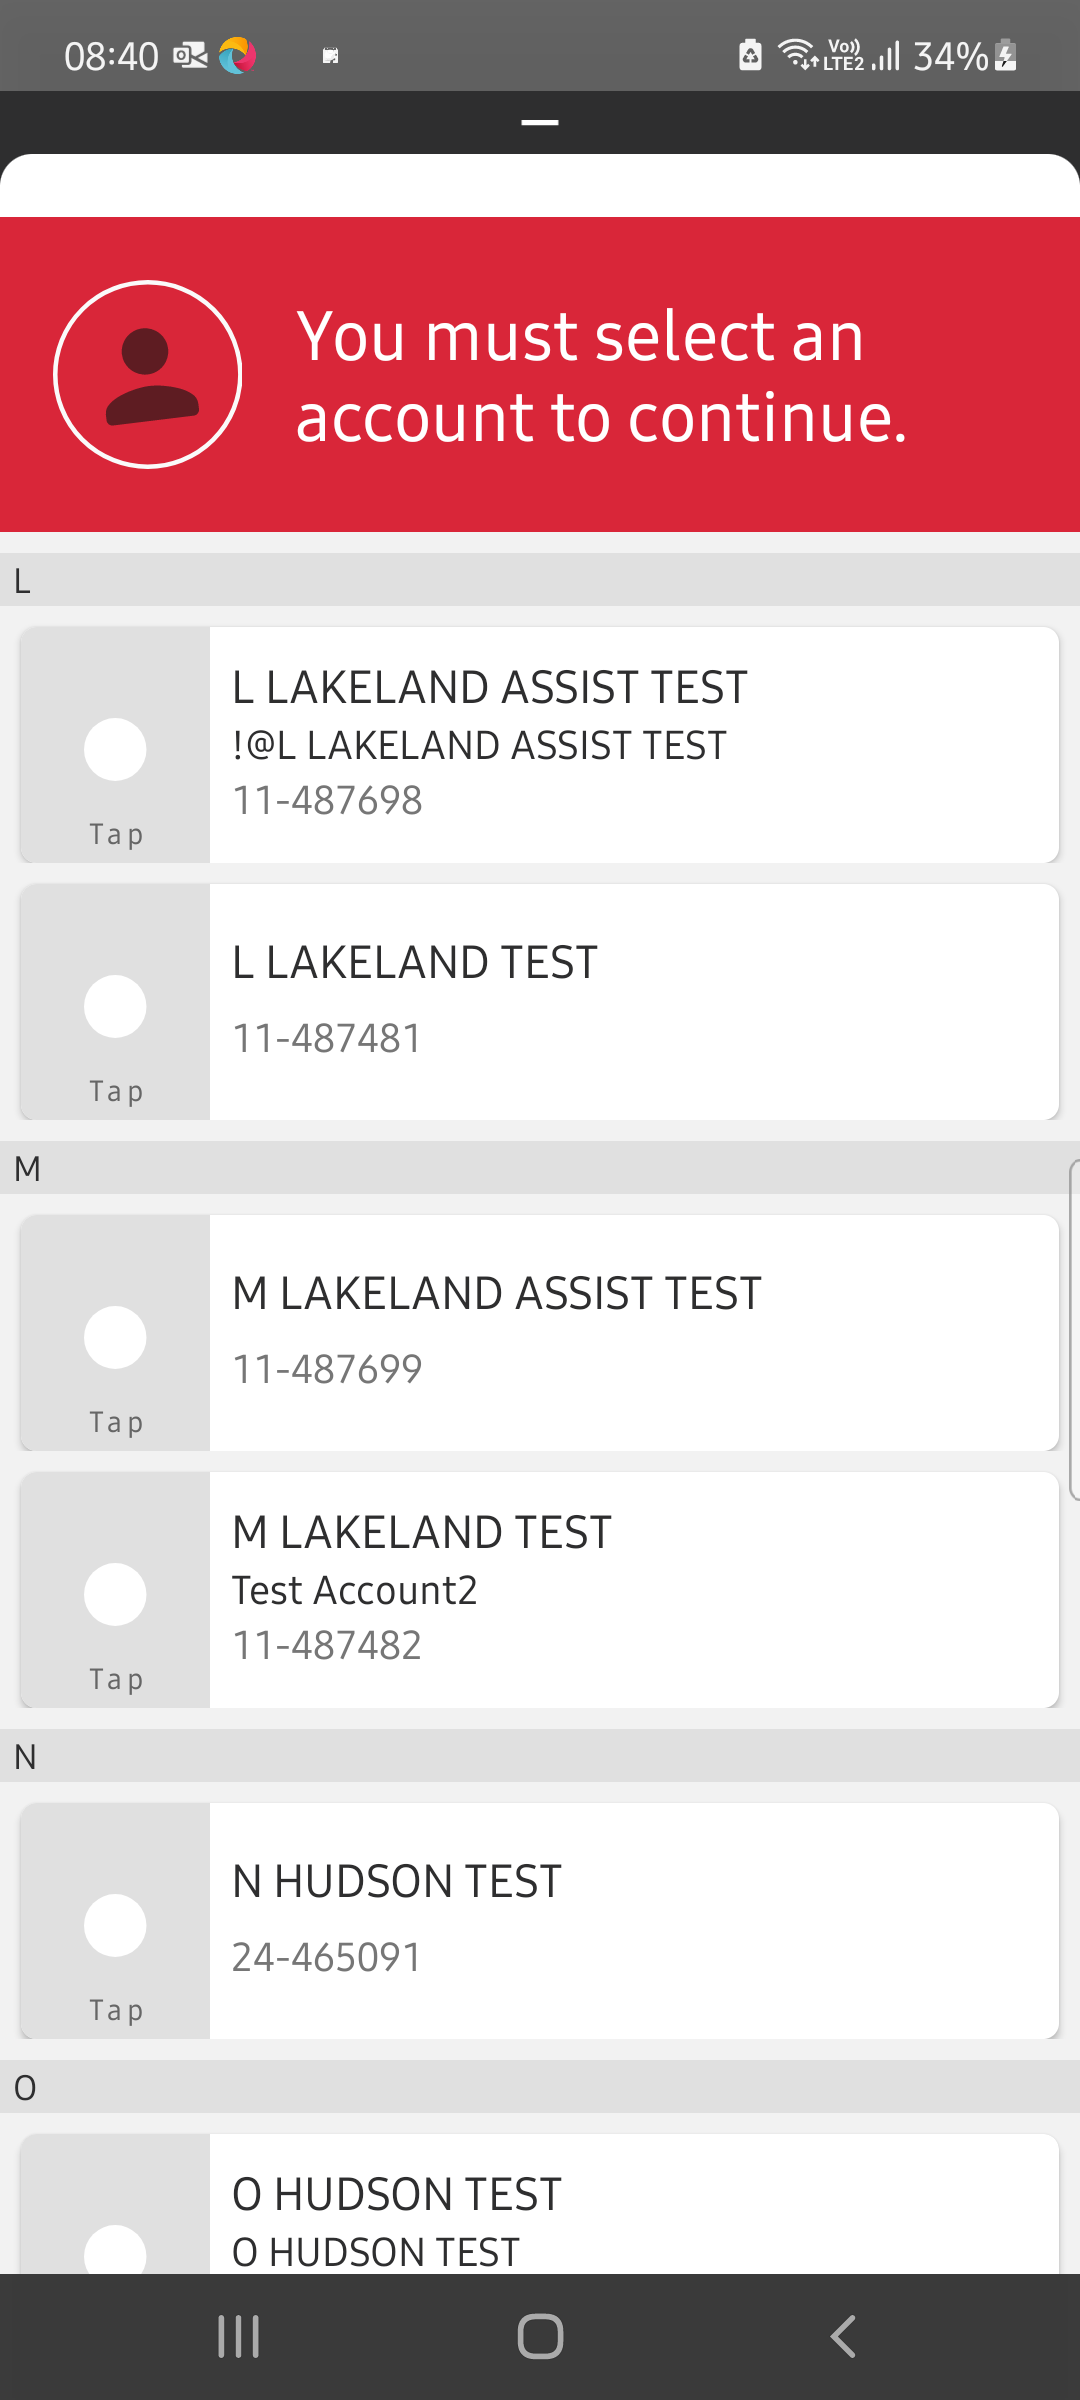 08:40
Vo)) LTE2 34%
You must select an
account to continue.
L
L LAKELAND ASSIST TEST
!@L LAKELAND ASSIST TEST
11-487698
Tap
L LAKELAND TEST
11-487481
Tap
M
M LAKELAND ASSIST TEST
11-487699
Tap
M LAKELAND TEST
Test Account2
11-487482
Tap
N
N HUDSON TEST
24-465091
Tap
O
O HUDSON TEST
O HUDSON TEST